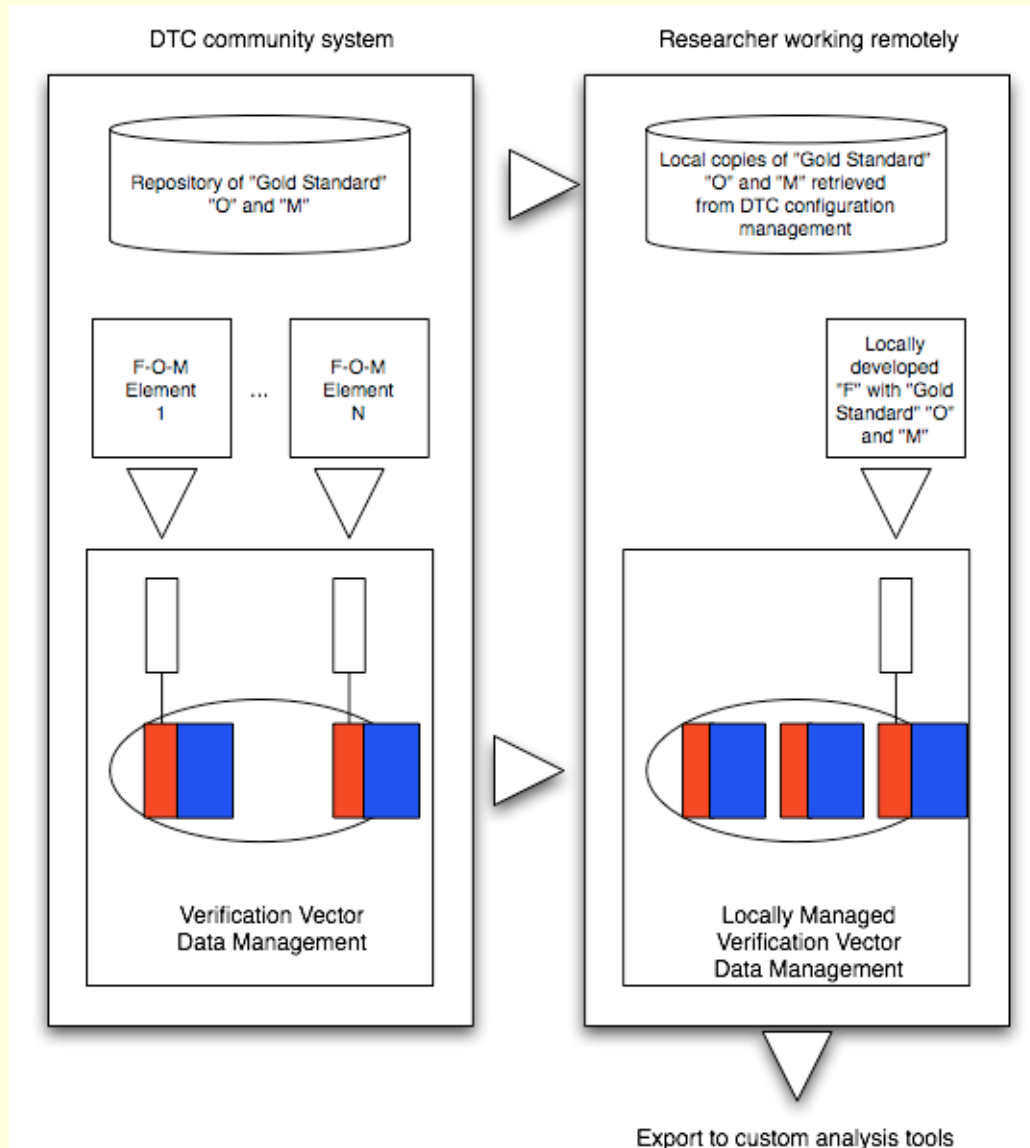 DTC community system
Researcher working remotely
Repository of "Gold Standard"
"O" and "M"
Local copies of "Gold Standard"
"O" and "M" retrieved
from DTC configuration
management
F-O-M
Element
1
...
F-O-M
Element
N
Locally
developed
"F" with "Gold
Standard" "O"
and "M"
Verification Vector
Data Management
Locally Managed
Verification Vector
Data Management
Export to custom analysis tools